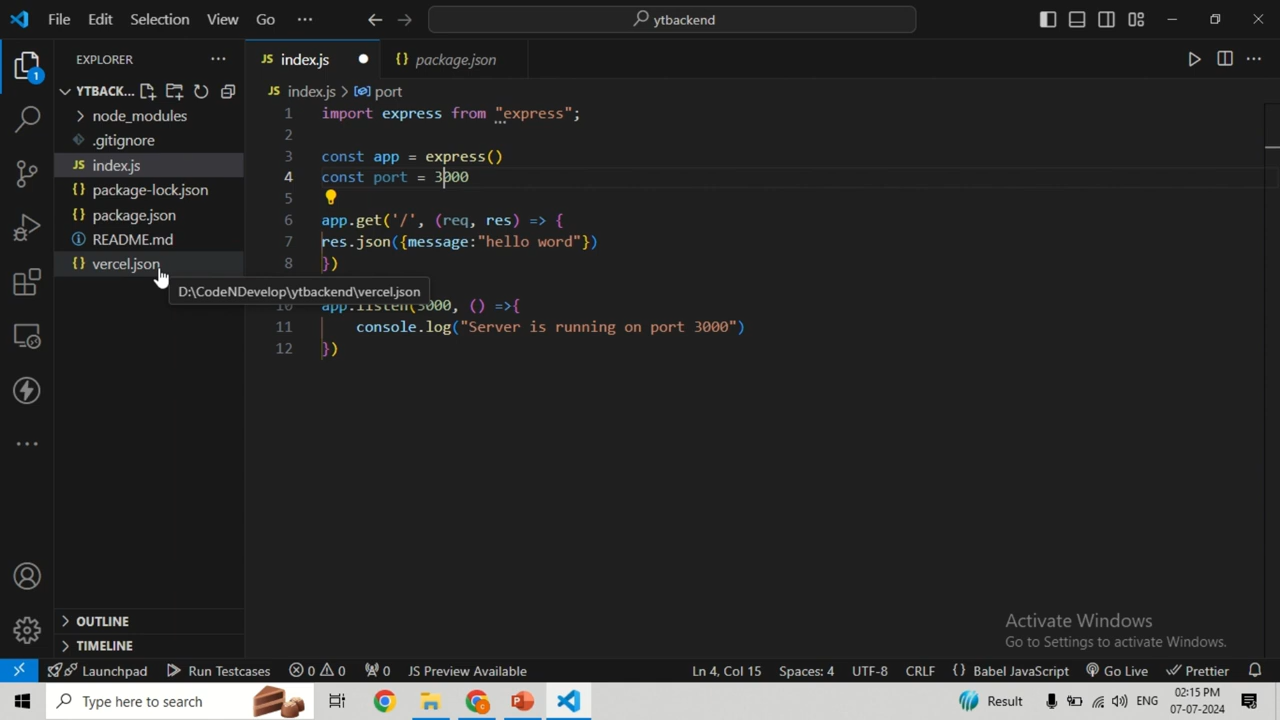 File Edit Selection View Go ytbackend
EXPLORER
index.js
package.json
1
YTBACK...
index.js port
node_modules
.gitignore
index.js
package-lock.json
package.json
README.md
vercel.json
D:\CodeNDevelop\ytbackend\vercel.json
1 import express from "express";
2
3 const app = express()
4 const port = 3000
5
6 app.get('/', (req, res) => {
7 res.json({message:"hello word"})
8 })
10 app.listen(3000, () =>{
11 console.log("Server is running on port 3000")
12 })
OUTLINE
TIMELINE
Activate Windows
Go to Settings to activate Windows.
Launchpad Run Testcases 0 0 0 JS Preview Available Ln 4, Col 15 Spaces: 4 UTF-8 CRLF Babel JavaScript Go Live Prettier
Type here to search Result ENG 02:15 PM
07-07-2024